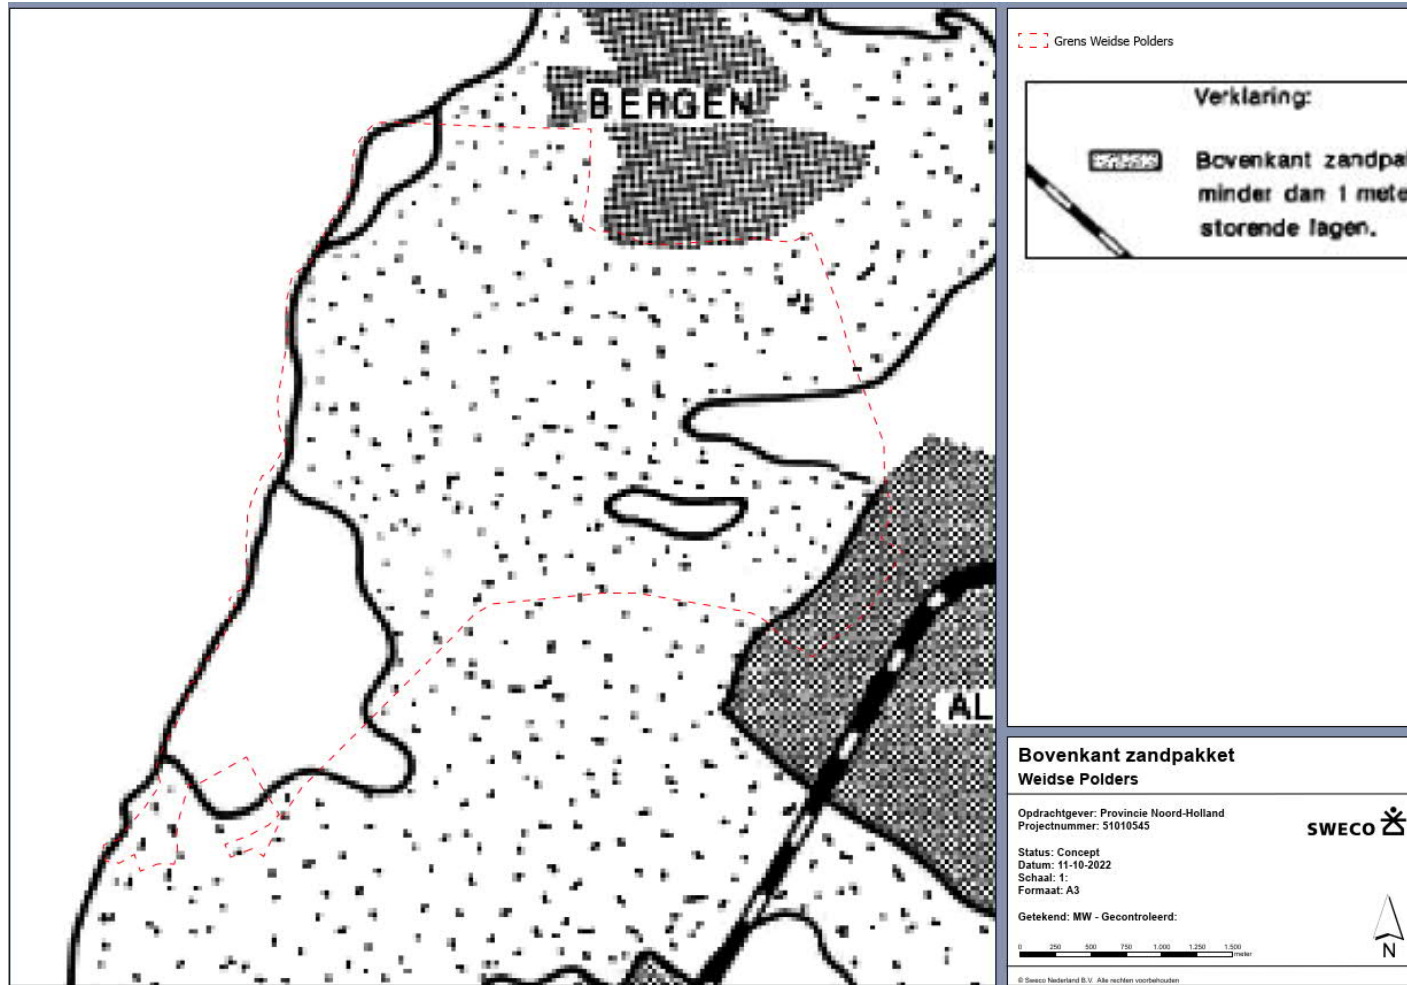 BERGEN
AL
Grens Weidse Polders
Verklaring:
Bovenkant zandpa
minder dan 1 mete
storende lagen.
Bovenkant zandpakket
Weidse Polders
Opdrachtgever: Provincie Noord-Holland
Projectnummer: 51010545
SWECO
Status: Concept
Datum: 11-10-2022
Schaal: 1:
Formaat: A3
Getekend: MW - Gecontroleerd:
N
0 250 500 750 1.000 1.250 1.500
meter
© Sweco Nederland B.V. Alle rechten voorbehouden